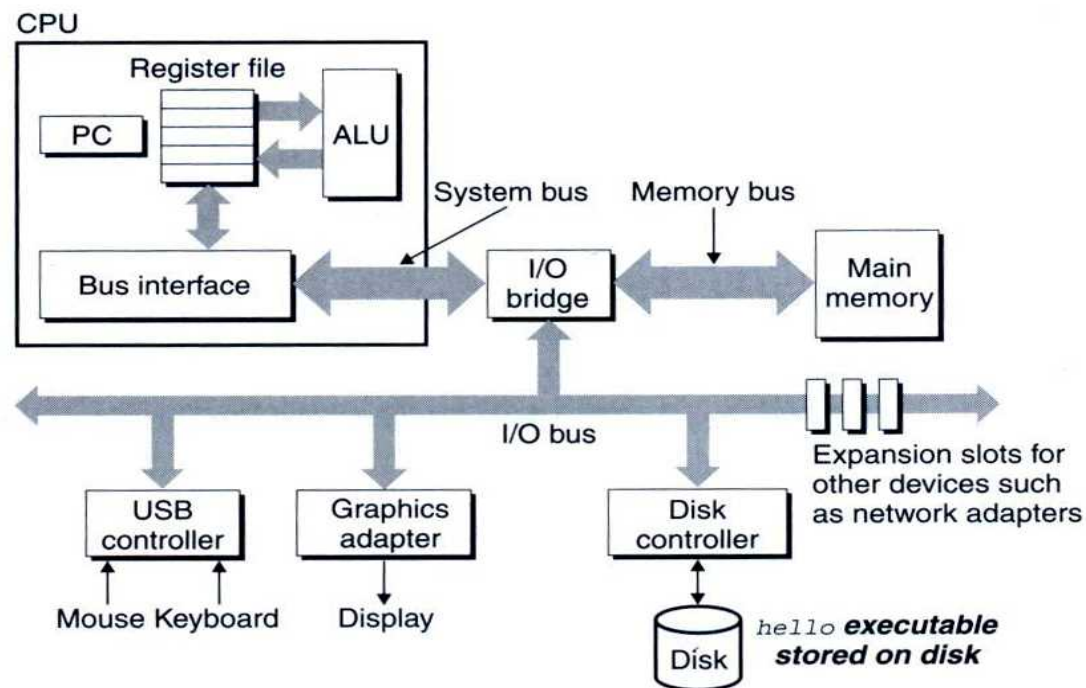 CPU
Register file
PC
ALU
System bus
Memory bus
Bus interface
I/O
bridge
Main
memory
I/O bus
Expansion slots for
other devices such
as network adapters
USB
controller
Graphics
adapter
Disk
controller
Mouse Keyboard
Display
Disk
hello executable
stored on disk